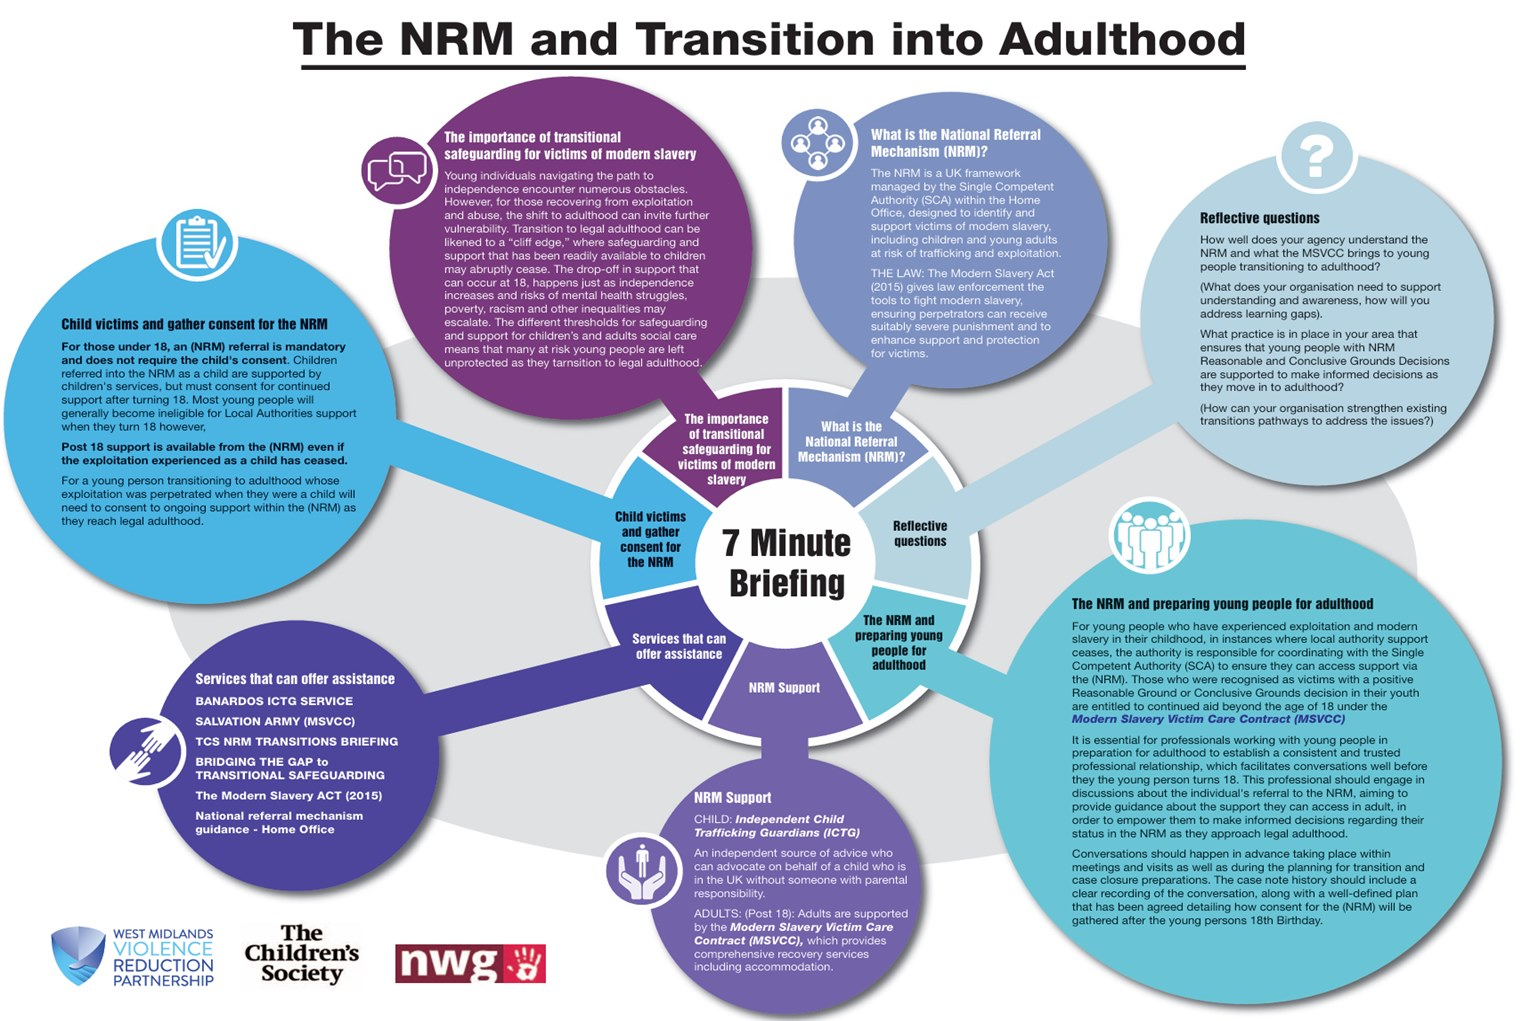 The NRM and Transition into Adulthood
The importance of transitional
safeguarding for victims of modern slavery
Young individuals navigating the path to
independence encounter numerous obstacles.
However, for those recovering from exploitation
and abuse, the shift to adulthood can invite further
vulnerability. Transition to legal adulthood can be
likened to a “cliff edge,” where safeguarding and
support that has been readily available to children
may abruptly cease. The drop-off in support that
can occur at 18, happens just as independence
increases and risks of mental health struggles,
poverty, racism and other inequalities may
escalate. The different thresholds for safeguarding
and support for children’s and adults social care
means that many at risk young people are left
unprotected as they tarnsition to legal adulthood.
What is the National Referral
Mechanism (NRM)?
The NRM is a UK framework
managed by the Single Competent
Authority (SCA) within the Home
Office, designed to identify and
support victims of modern slavery,
including children and young adults
at risk of trafficking and exploitation.
THE LAW: The Modern Slavery Act
(2015) gives law enforcement the
tools to fight modern slavery,
ensuring perpetrators can receive
suitably severe punishment and to
enhance support and protection
for victims.
?
Reflective questions
How well does your agency understand the
NRM and what the MSVCC brings to young
people transitioning to adulthood?
(What does your organisation need to support
understanding and awareness, how will you
address learning gaps).
What practice is in place in your area that
ensures that young people with NRM
Reasonable and Conclusive Grounds Decisions
are supported to make informed decisions as
they move in to adulthood?
(How can your organisation strengthen existing
transitions pathways to address the issues?)
Child victims and gather consent for the NRM
For those under 18, an (NRM) referral is mandatory
and does not require the child's consent. Children
referred into the NRM as a child are supported by
children's services, but must consent for continued
support after turning 18. Most young people will
generally become ineligible for Local Authorities support
when they turn 18 however,
Post 18 support is available from the (NRM) even if
the exploitation experienced as a child has ceased.
For a young person transitioning to adulthood whose
exploitation was perpetrated when they were a child will
need to consent to ongoing support within the (NRM) as
they reach legal adulthood.
The importance
of transitional
safeguarding for
victims of modern
slavery
What is the
National Referral
Mechanism (NRM)?
Child victims
and gather
consent for
the NRM
Reflective
questions
7 Minute
Briefing
Services that can
offer assistance
NRM Support
The NRM and
preparing young
people for
adulthood
The NRM and preparing young people for adulthood
For young people who have experienced exploitation and modern
slavery in their childhood, in instances where local authority support
ceases, the authority is responsible for coordinating with the Single
Competent Authority (SCA) to ensure they can access support via
the (NRM). Those who were recognised as victims with a positive
Reasonable Ground or Conclusive Grounds decision in their youth
are entitled to continued aid beyond the age of 18 under the
Modern Slavery Victim Care Contract (MSVCC)
It is essential for professionals working with young people in
preparation for adulthood to establish a consistent and trusted
professional relationship, which facilitates conversations well before
they the young person turns 18. This professional should engage in
discussions about the individual's referral to the NRM, aiming to
provide guidance about the support they can access in adult, in
order to empower them to make informed decisions regarding their
status in the NRM as they approach legal adulthood.
Conversations should happen in advance taking place within
meetings and visits as well as during the planning for transition and
case closure preparations. The case note history should include a
clear recording of the conversation, along with a well-defined plan
that has been agreed detailing how consent for the (NRM) will be
gathered after the young persons 18th Birthday.
Services that can offer assistance
BANARDOS ICTG SERVICE
SALVATION ARMY (MSVCC)
TCS NRM TRANSITIONS BRIEFING
BRIDGING THE GAP to
TRANSITIONAL SAFEGUARDING
The Modern Slavery ACT (2015)
National referral mechanism
guidance - Home Office
NRM Support
CHILD: Independent Child
Trafficking Guardians (ICTG)
An independent source of advice who
can advocate on behalf of a child who is
in the UK without someone with parental
responsibility.
ADULTS: (Post 18): Adults are supported
by the Modern Slavery Victim Care
Contract (MSVCC), which provides
comprehensive recovery services
including accommodation.
WEST MIDLANDS
VIOLENCE
REDUCTION
PARTNERSHIP
The
Children's
Society
nwg